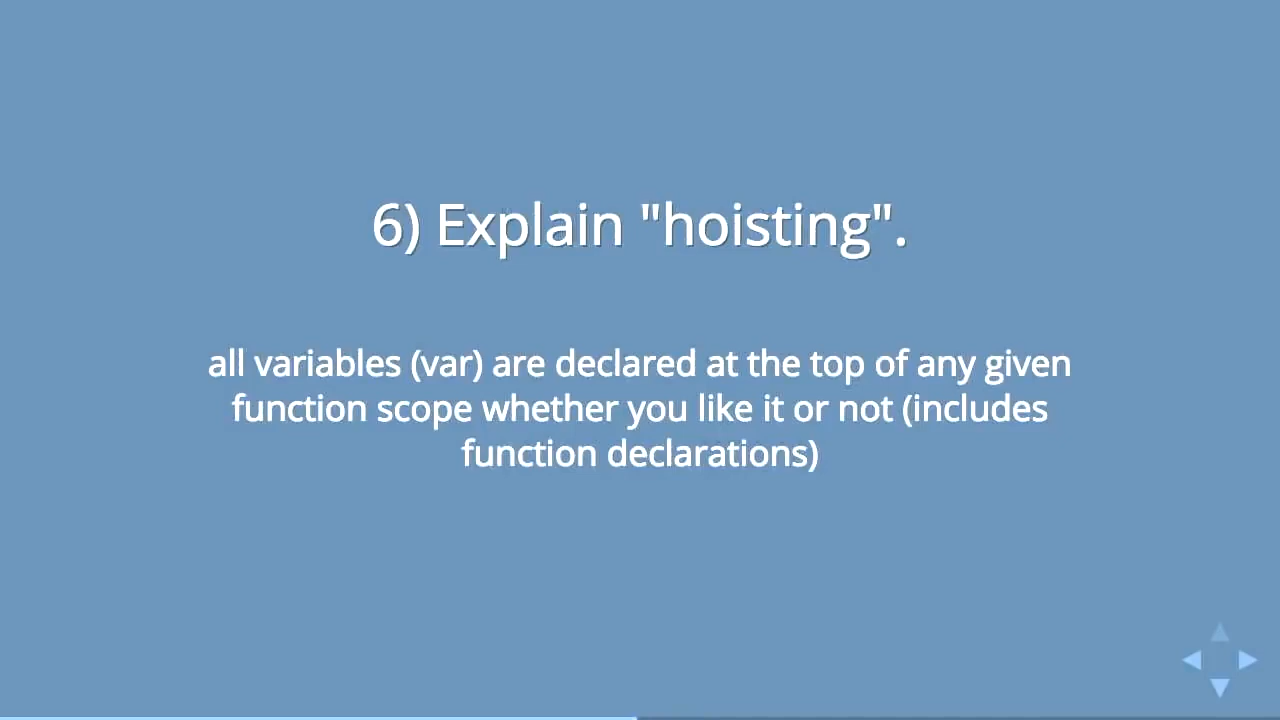 6) Explain "hoisting".
all variables (var) are declared at the top of any given
function scope whether you like it or not (includes
function declarations)